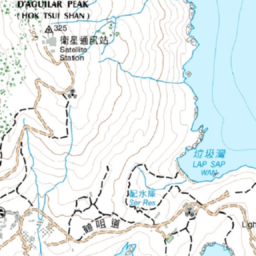 D'AGUILAR PEAK
(HOK TSUI SHAN)
325
衛星通訊站
Satellite
Station
垃圾灣
LAP SAP
WAN
配水庫
Ser Res
鶴咀道
Ligh